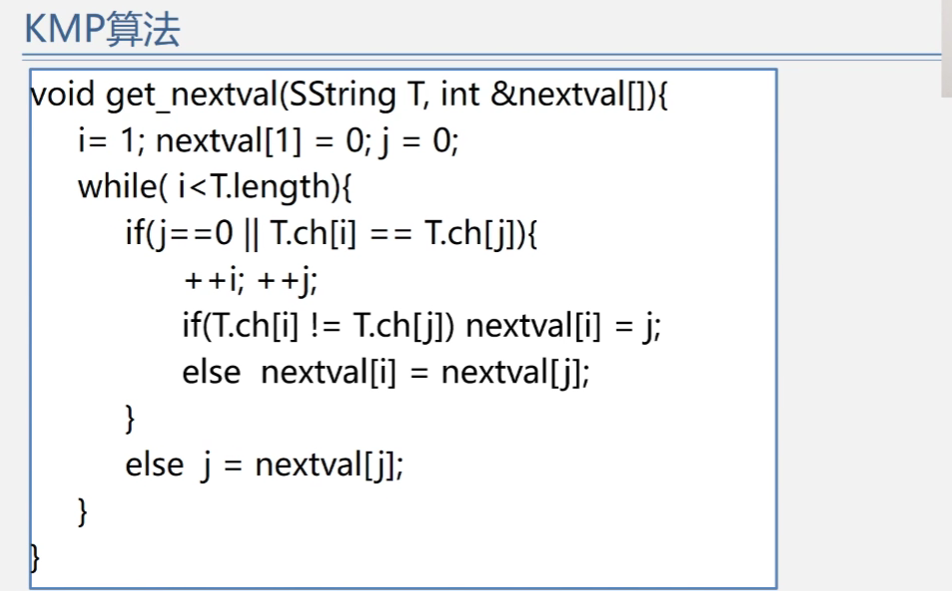 KMP算法
void get_nextval(SString T, int &nextval[]){
i= 1; nextval[1] = 0; j = 0;
while( i<T.length){
if(j==0 || T.ch[i] == T.ch[j]){
++i; ++j;
if(T.ch[i] != T.ch[j]) nextval[i] = j;
else nextval[i] = nextval[j];
}
else j = nextval[j];
}
}